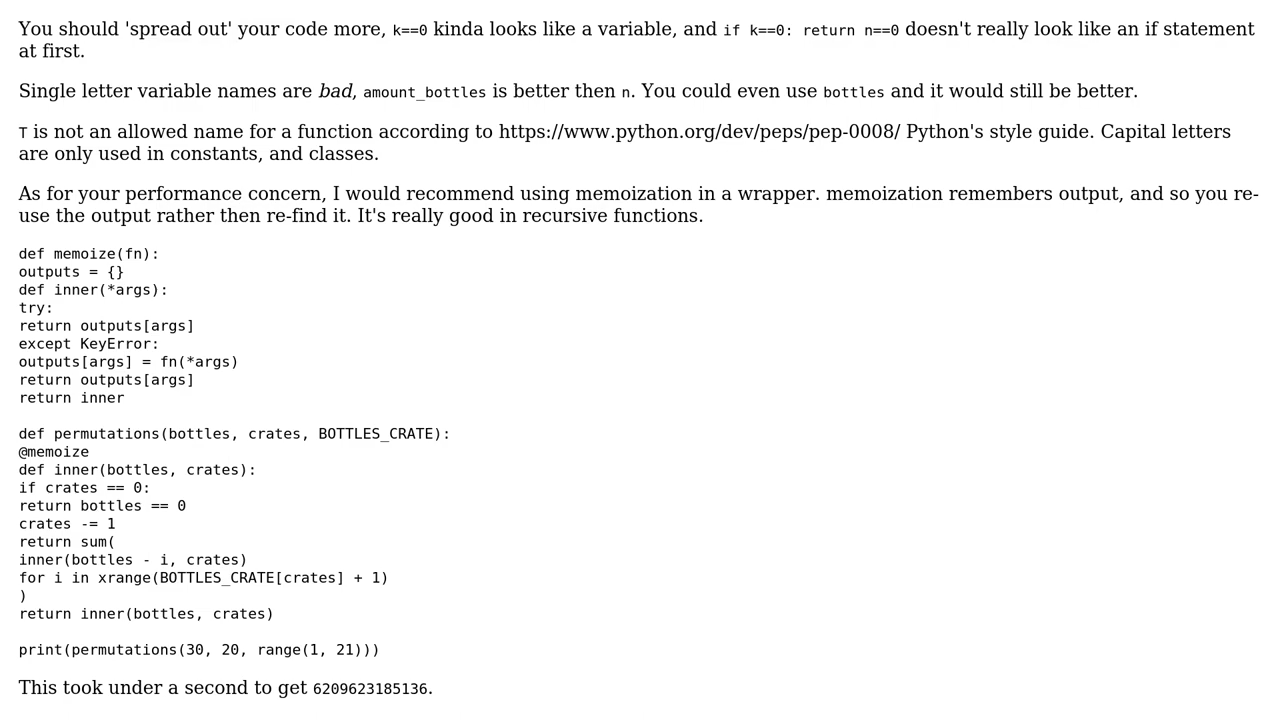 You should 'spread out' your code more, k==0 kinda looks like a variable, and if k==0: return n==0 doesn't really look like an if statement
at first.
Single letter variable names are bad, amount_bottles is better then n. You could even use bottles and it would still be better.
T is not an allowed name for a function according to https://www.python.org/dev/peps/pep-0008/ Python's style guide. Capital letters
are only used in constants, and classes.
As for your performance concern, I would recommend using memoization in a wrapper. memoization remembers output, and so you re-
use the output rather then re-find it. It's really good in recursive functions.
def memoize(fn):
outputs = {}
def inner(*args):
try:
return outputs[args]
except KeyError:
outputs[args] = fn(*args)
return outputs[args]
return inner
def permutations(bottles, crates, BOTTLES_CRATE):
@memoize
def inner(bottles, crates):
if crates == 0:
return bottles == 0
crates -= 1
return sum(
inner(bottles - i, crates)
for i in xrange(BOTTLES_CRATE[crates] + 1)
)
return inner(bottles, crates)
print(permutations(30, 20, range(1, 21)))
This took under a second to get 6209623185136.